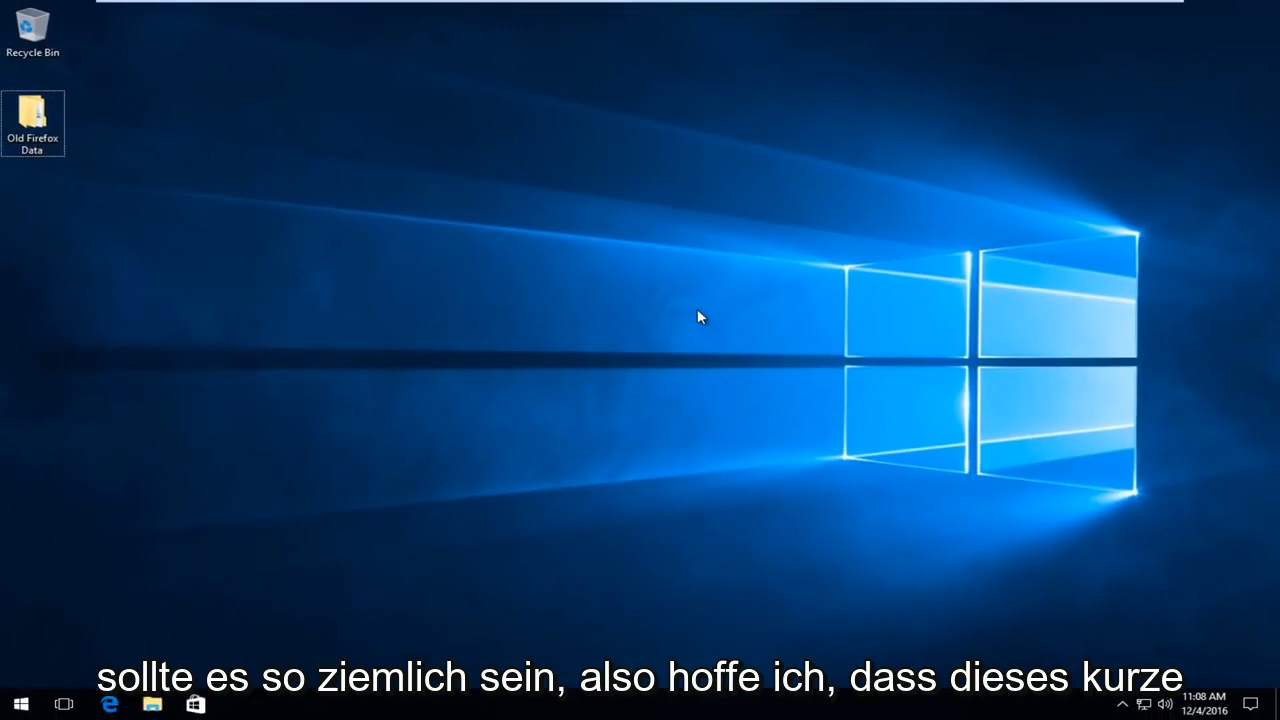 Recycle Bin
Old Firefox
Data
sollte es so ziemlich sein, also hoffe ich, dass dieses kurze
11:08 AM
12/4/2016